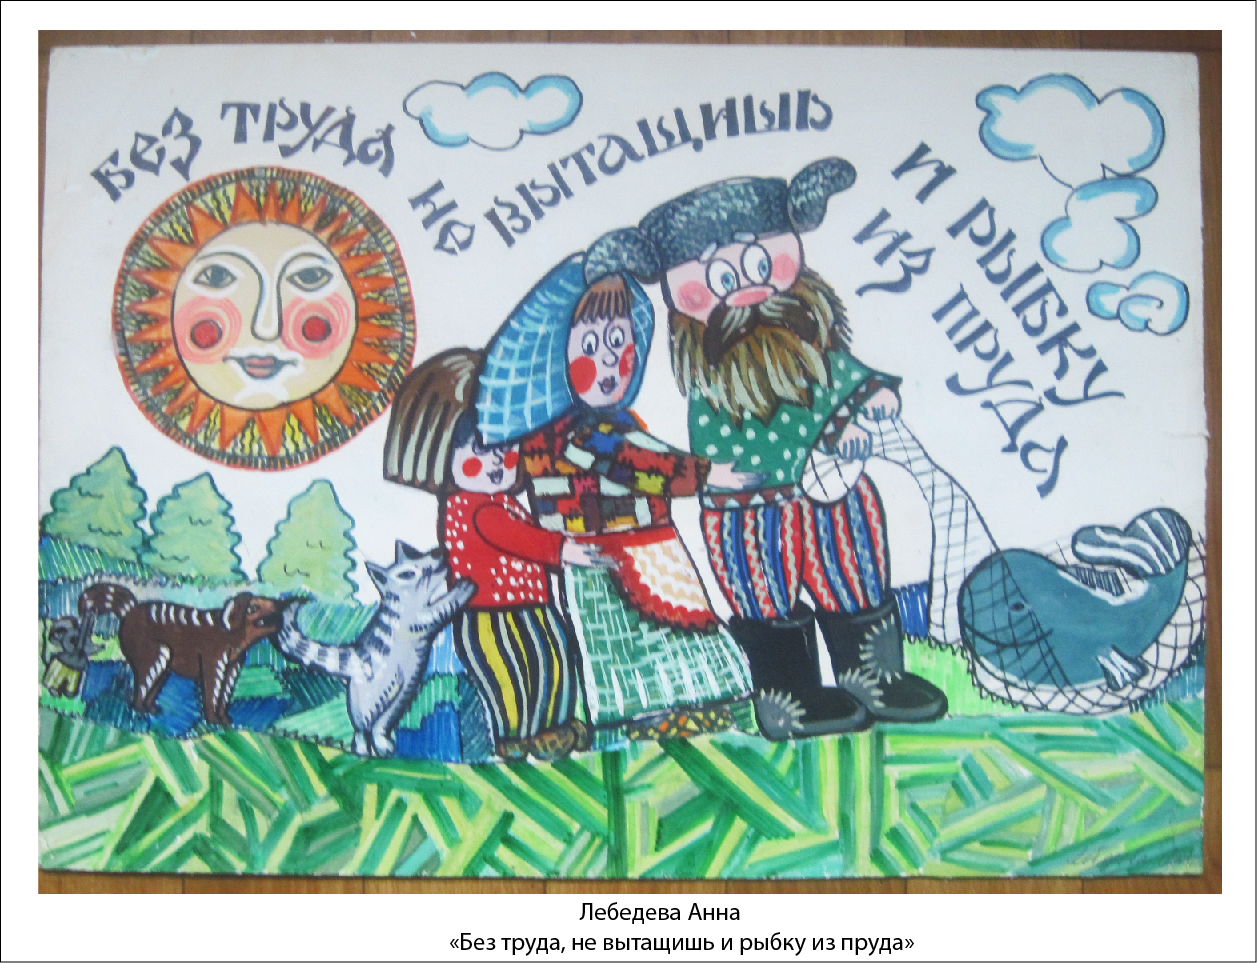 БеЗ ТРУДа
Не ВЫТаЩИШЬ
И РЫБКУ
ИЗ ПРУДа
Лебедева Анна
«Без труда, не вытащишь и рыбку из пруда»